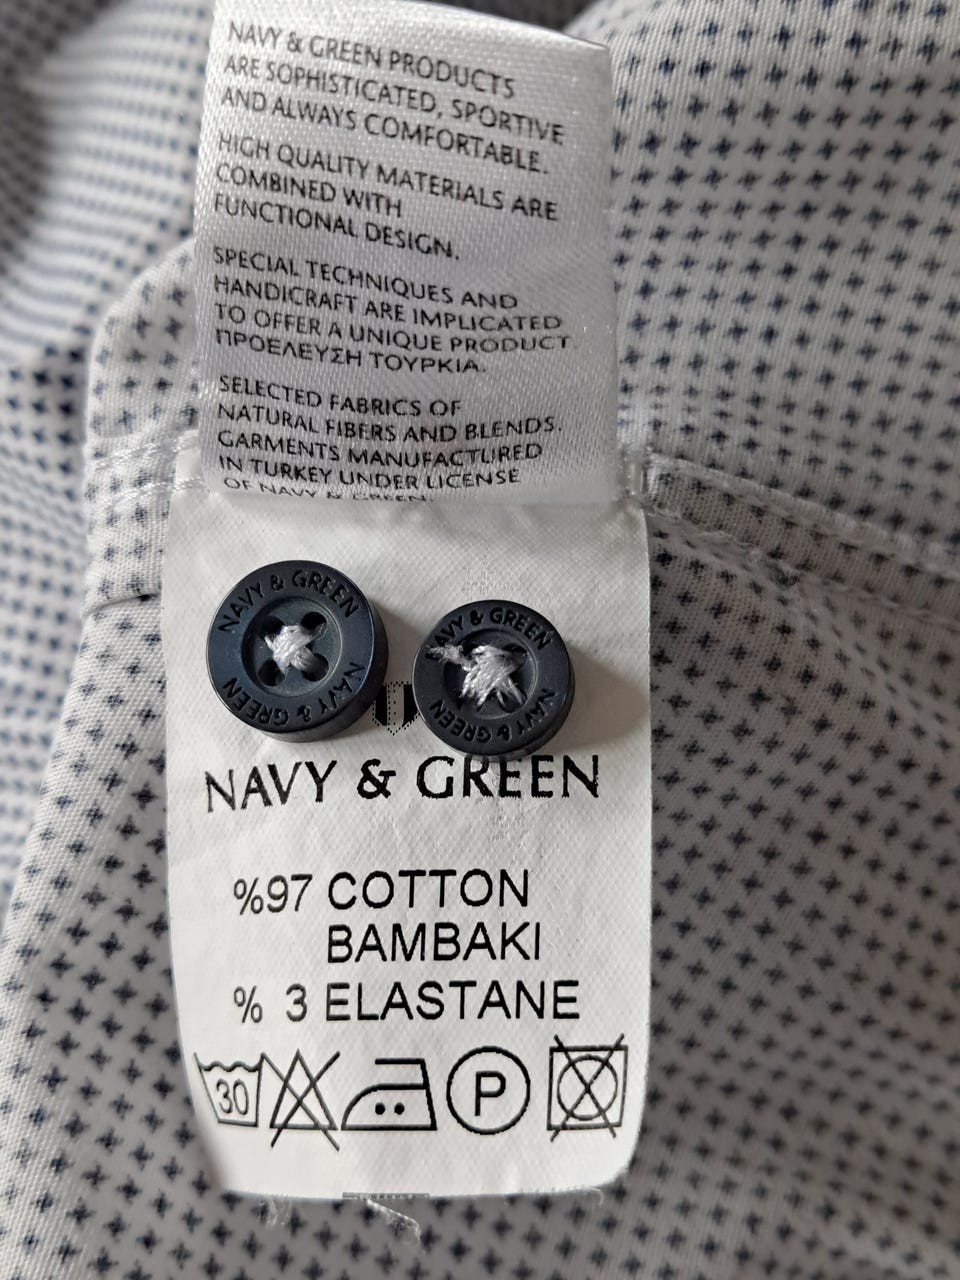 NAVY & GREEN PRODUCTS
ARE SOPHISTICATED, SPORTIVE
AND ALWAYS COMFORTABLE.
HIGH QUALITY MATERIALS ARE
COMBINED WITH
FUNCTIONAL DESIGN.
SPECIAL TECHNIQUES AND
HANDICRAFT ARE IMPLICATED
TO OFFER A UNIQUE PRODUCT
ΠΡΟΕΛΕΥΣΗ ΤΟΥΡΚΙΑ.
SELECTED FABRICS OF
NATURAL FIBERS AND BLENDS.
GARMENTS MANUFACTURED
IN TURKEY UNDER LICENSE
OF NAVY & GREEN.
NAVY & GREEN
NAVY & GREEN
NAVY & GREEN
NAVY & GREEN
NAVY & GREEN
%97 COTTON
BAMBAKI
% 3 ELASTANE
30 P